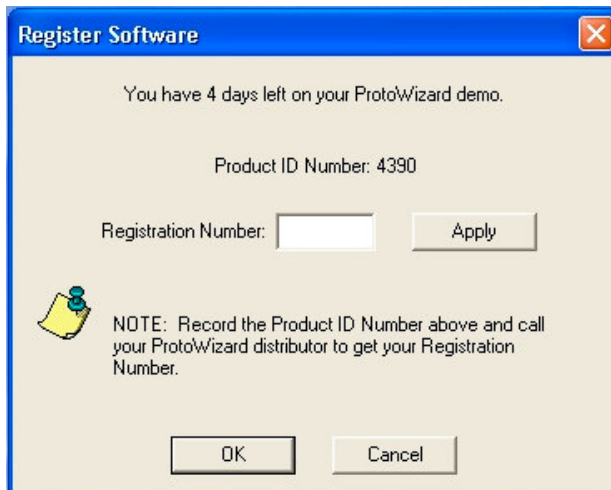 Register Software
You have 4 days left on your ProtoWizard demo.
Product ID Number: 4390
Registration Number:
Apply
NOTE:  Record the Product ID Number above and call
your ProtoWizard distributor to get your Registration
Number.
OK
Cancel